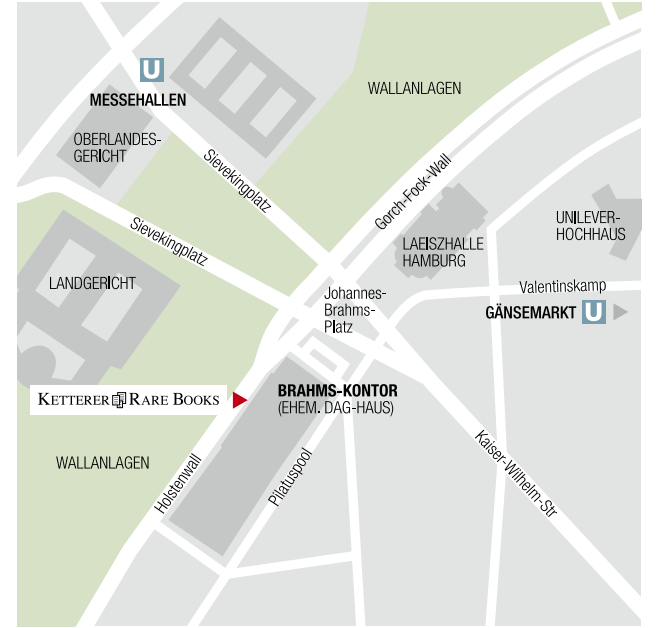 U
MESSEHALLEN
WALLANLAGEN
OBERLANDES-
GERICHT
Sievekingplatz
Gorch-Fock-Wall
Sievekingplatz
UNILEVER-
HOCHHAUS
LAEISZHALLE
HAMBURG
LANDGERICHT
Johannes-
Brahms-
Platz
Valentinskamp
GÄNSEMARKT U
BRAHMS-KONTOR
(EHEM. DAG-HAUS)
KETTERER RARE BOOKS
WALLANLAGEN
Holstenwall
Pilatuspool
Kaiser-Wilhelm-Str